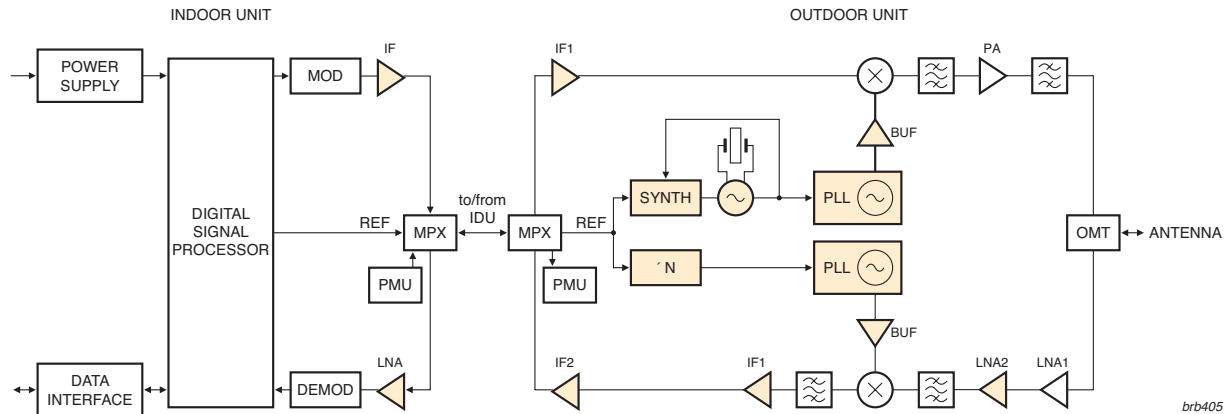 INDOOR UNIT
OUTDOOR UNIT
POWER
SUPPLY
DIGITAL
SIGNAL
PROCESSOR
DATA
INTERFACE
MOD
IF
REF
MPX
PMU
LNA
DEMOD
to/from
IDU
MPX
PMU
REF
IF1
SYNTH
´N
PLL
BUF
PLL
BUF
PA
OMT
ANTENNA
IF2
IF1
LNA2
LNA1
brb405